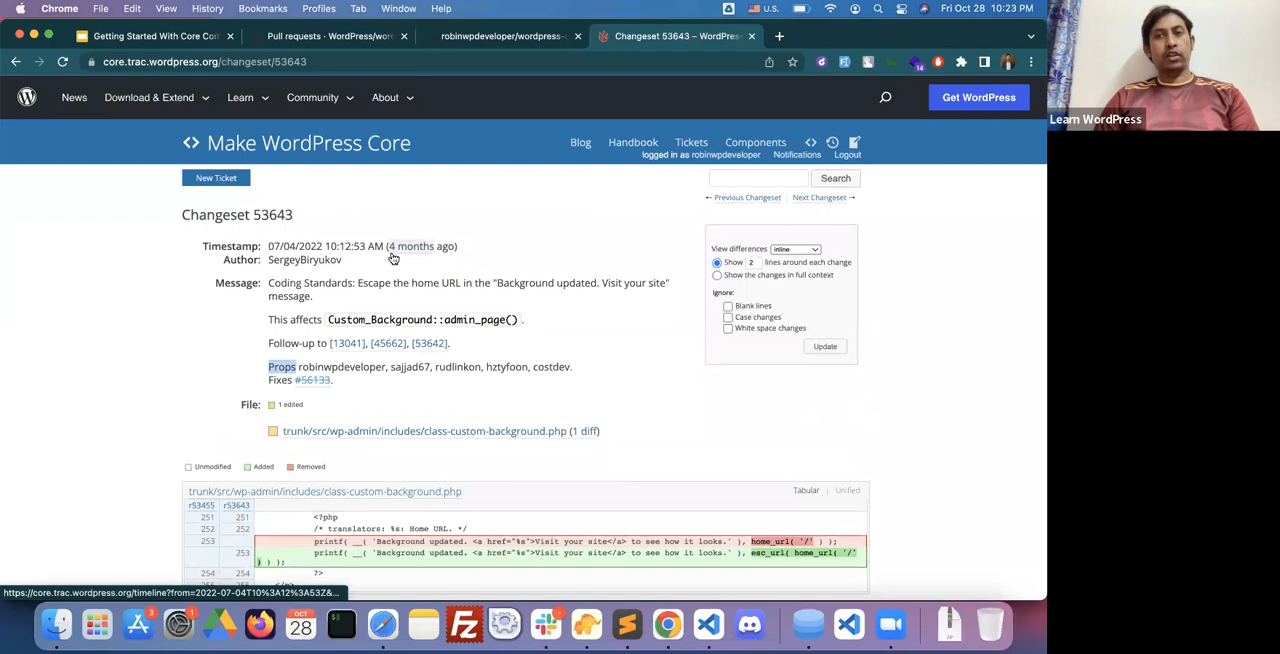 Chrome File Edit View History Bookmarks Profiles Tab Window Help U.S. Fri Oct 28 10:23 PM
Getting Started With Core Con Pull requests · WordPress/wor robinwpdeveloper/wordpress- Changeset 53643 – WordPres
core.trac.wordpress.org/changeset/53643
14
News Download & Extend Learn Community About Get WordPress
Learn WordPress
Make WordPress Core
Blog Handbook Tickets Components
logged in as robinwpdeveloper Notifications Logout
New Ticket Search
← Previous Changeset Next Changeset →
Changeset 53643
Timestamp: 07/04/2022 10:12:53 AM (4 months ago)
Author: SergeyBiryukov
Message: Coding Standards: Escape the home URL in the "Background updated. Visit your site"
message.
This affects Custom_Background::admin_page() .
Follow-up to [13041], [45662], [53642].
Props robinwpdeveloper, sajjad67, rudlinkon, hztyfoon, costdev.
Fixes #56133.
File: 1 edited
trunk/src/wp-admin/includes/class-custom-background.php (1 diff)
View differences inline
Show 2 lines around each change
Show the changes in full context
Ignore:
Blank lines
Case changes
White space changes
Update
Unmodified Added Removed
trunk/src/wp-admin/includes/class-custom-background.php Tabular Unified
r53455 r53643
251 251 <?php
252 252 /* translators: %s: Home URL. */
253 printf( __( 'Background updated. <a href="%s">Visit your site</a> to see how it looks.' ), home_url( '/' ) );
253 printf( __( 'Background updated. <a href="%s">Visit your site</a> to see how it looks.' ), esc_url( home_url( '/'
) ) );
254 254 ?>
https://core.trac.wordpress.org/timeline?from=2022-07-04T10%3A12%3A53Z&...
3 1 OCT 28